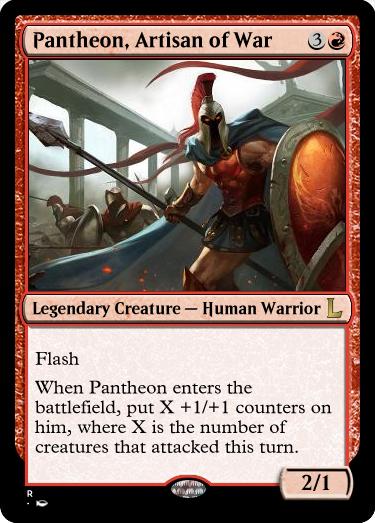 Pantheon, Artisan of War 3
Legendary Creature — Human Warrior L
Flash
When Pantheon enters the
battlefield, put X +1/+1 counters on
him, where X is the number of
creatures that attacked this turn.
2/1
R